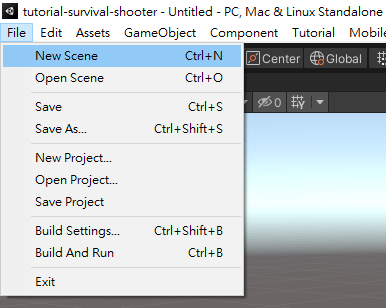 tutorial-survival-shooter - Untitled - PC, Mac & Linux Standalone
File Edit Assets GameObject Component Tutorial Mobile
Center Global
0
New Scene Ctrl+N
Open Scene Ctrl+O
Save Ctrl+S
Save As... Ctrl+Shift+S
New Project...
Open Project...
Save Project
Build Settings... Ctrl+Shift+B
Build And Run Ctrl+B
Exit